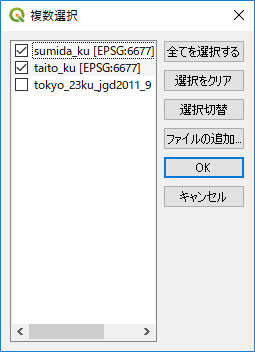 複数選択
sumida_ku [EPSG:6677]
taito_ku [EPSG:6677]
tokyo_23ku_jgd2011_9
全てを選択する
選択をクリア
選択切替
ファイルの追加...
OK
キャンセル